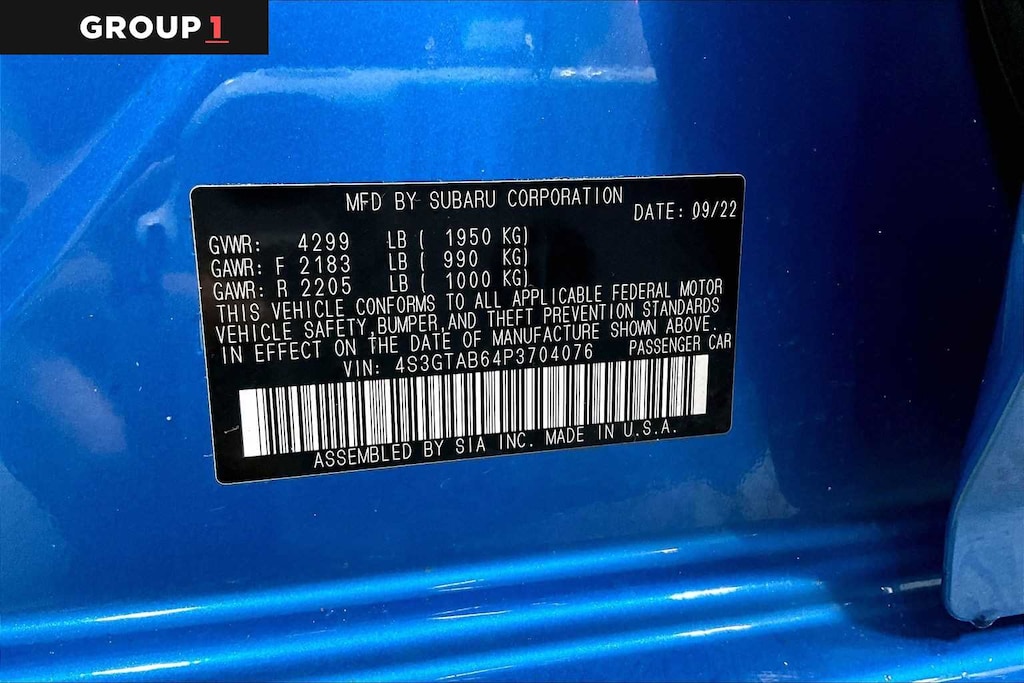 GROUP 1
MFD BY SUBARU CORPORATION
DATE: 09/22
GVWR: 4299 LB ( 1950 KG)
GAWR: F 2183 LB ( 990 KG)
GAWR: R 2205 LB ( 1000 KG)
THIS VEHICLE CONFORMS TO ALL APPLICABLE FEDERAL MOTOR
VEHICLE SAFETY,BUMPER,AND THEFT PREVENTION STANDARDS
IN EFFECT ON THE DATE OF MANUFACTURE SHOWN ABOVE.
VIN: 4S3GTAB64P3704076 PASSENGER CAR
ASSEMBLED BY SIA INC. MADE IN U.S.A.